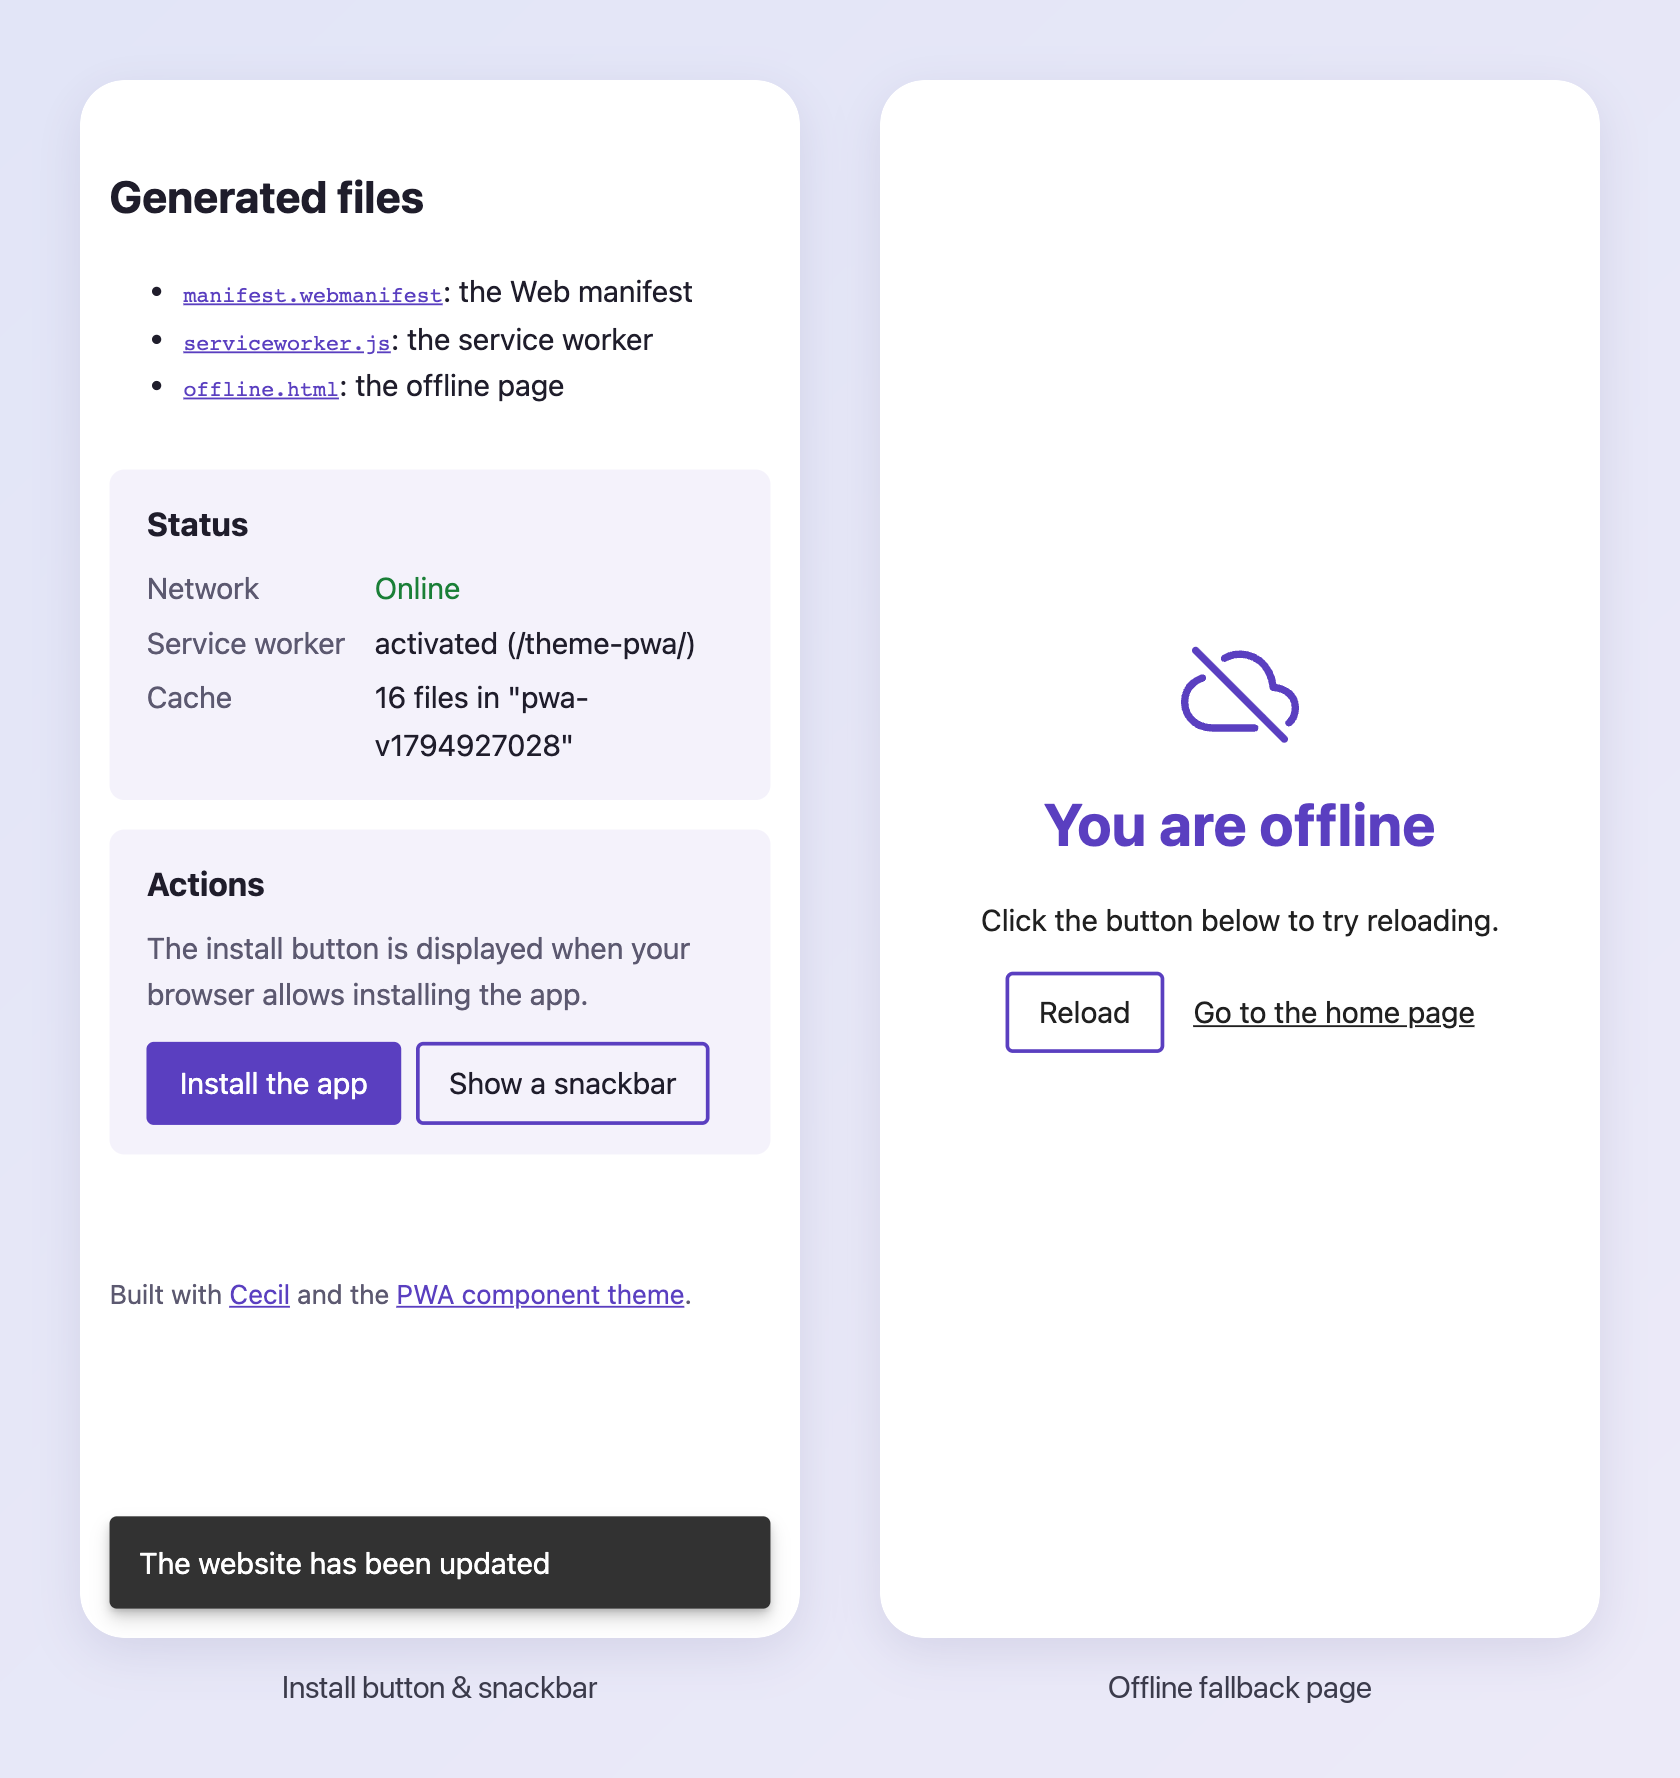 Generated files
• manifest.webmanifest: the Web manifest
• serviceworker.js: the service worker
• offline.html: the offline page
Status
Network Online
Service worker activated (/theme-pwa/)
Cache 16 files in "pwa-
v1794927028"
Actions
The install button is displayed when your
browser allows installing the app.
Install the app Show a snackbar
Built with Cecil and the PWA component theme.
The website has been updated
Install button & snackbar
You are offline
Click the button below to try reloading.
Reload Go to the home page
Offline fallback page